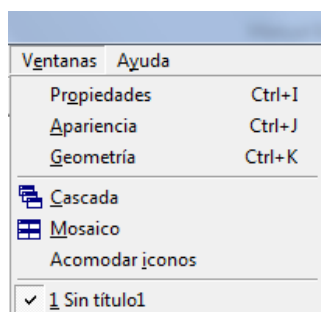 Ventanas Ayuda
Propiedades Ctrl+I
Apariencia Ctrl+J
Geometría Ctrl+K
Cascada
Mosaico
Acomodar iconos
1 Sin título1